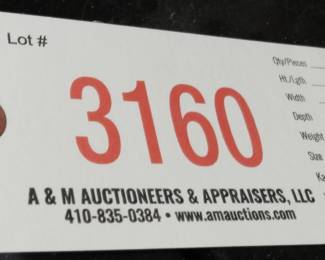 Lot #
3160
A & M AUCTIONEERS & APPRAISERS, LLC
410-835-0384 • www.amauctions.com
Qty/Pieces
Ht./Lgth
Width
Depth
Weight
Size